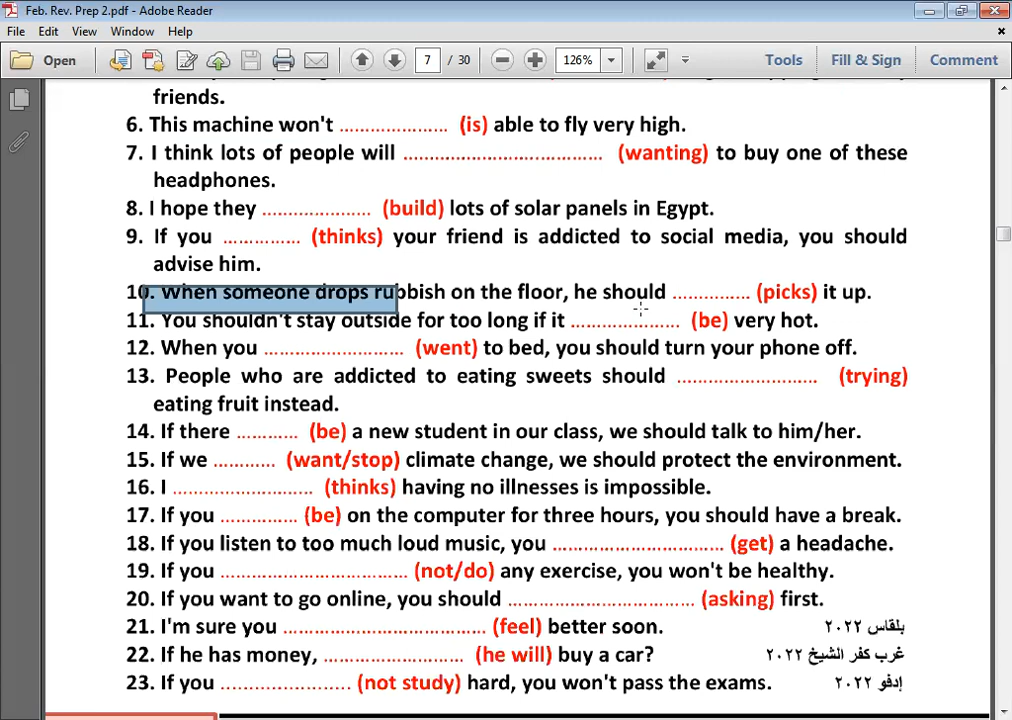 Feb. Rev. Prep 2.pdf - Adobe Reader
File Edit View Window Help
Open 7 / 30 126% Tools Fill & Sign Comment
friends.
6. This machine won't ………………… (is) able to fly very high.
7. I think lots of people will ………………………………… (wanting) to buy one of these
headphones.
8. I hope they ………………… (build) lots of solar panels in Egypt.
9. If you …………… (thinks) your friend is addicted to social media, you should
advise him.
10. When someone drops rubbish on the floor, he should …………… (picks) it up.
11. You shouldn't stay outside for too long if it ………………… (be) very hot.
12. When you ……………………… (went) to bed, you should turn your phone off.
13. People who are addicted to eating sweets should ……………………… (trying)
eating fruit instead.
14. If there ………… (be) a new student in our class, we should talk to him/her.
15. If we ………… (want/stop) climate change, we should protect the environment.
16. I ……………………… (thinks) having no illnesses is impossible.
17. If you …………… (be) on the computer for three hours, you should have a break.
18. If you listen to too much loud music, you …………………………… (get) a headache.
19. If you ……………………………… (not/do) any exercise, you won't be healthy.
20. If you want to go online, you should ……………………………… (asking) first.
21. I'm sure you ………………………………… (feel) better soon. بلقاس ٢٠٢٢
22. If he has money, ……………………… (he will) buy a car? غرب كفر الشيخ ٢٠٢٢
23. If you ……………………. (not study) hard, you won't pass the exams. إدفو ٢٠٢٢